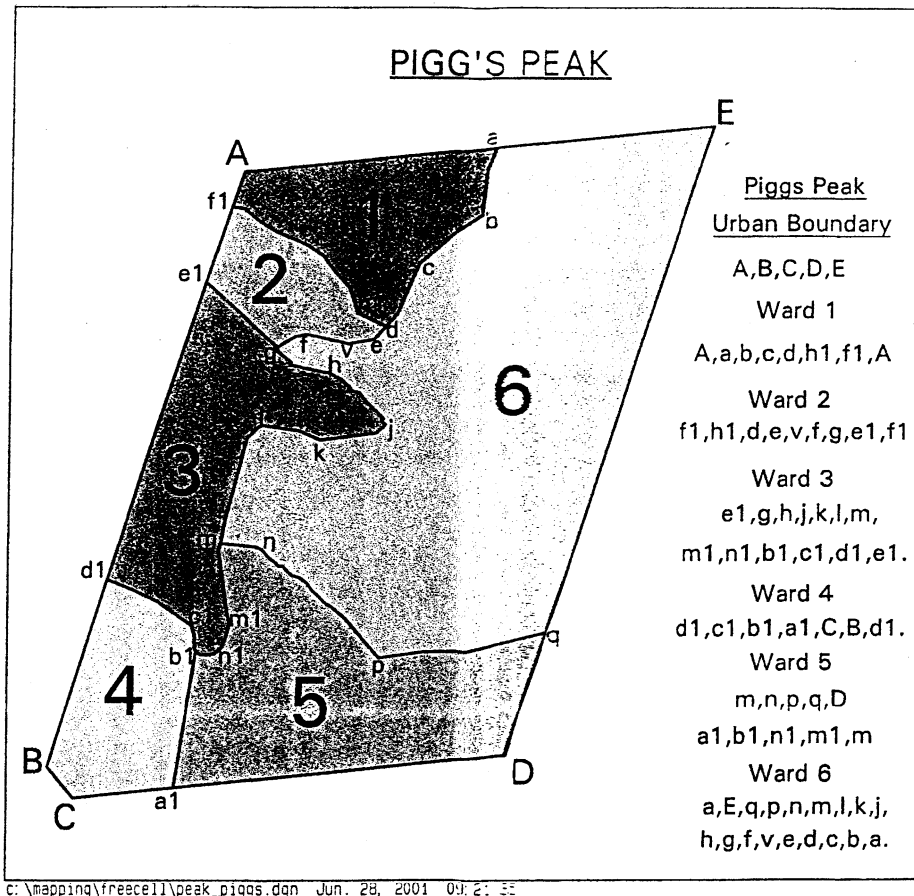 PIGG'S PEAK
A
a
E
f1
1
b
e1
2
c
d
g
f
v
e
h
6
j
k
l
3
m
n
d1
m1
q
b1
n1
p
4
5
B
C
a1
D
Piggs Peak
Urban Boundary
A,B,C,D,E
Ward 1
A,a,b,c,d,h1,f1,A
Ward 2
f1,h1,d,e,v,f,g,e1,f1
Ward 3
e1,g,h,j,k,l,m,
m1,n1,b1,c1,d1,e1.
Ward 4
d1,c1,b1,a1,C,B,d1.
Ward 5
m,n,p,q,D
a1,b1,n1,m1,m
Ward 6
a,E,q,p,n,m,l,k,j,
h,g,f,v,e,d,c,b,a.
c:\mapping\freecell\peak_piggs.dgn Jun. 28, 2001